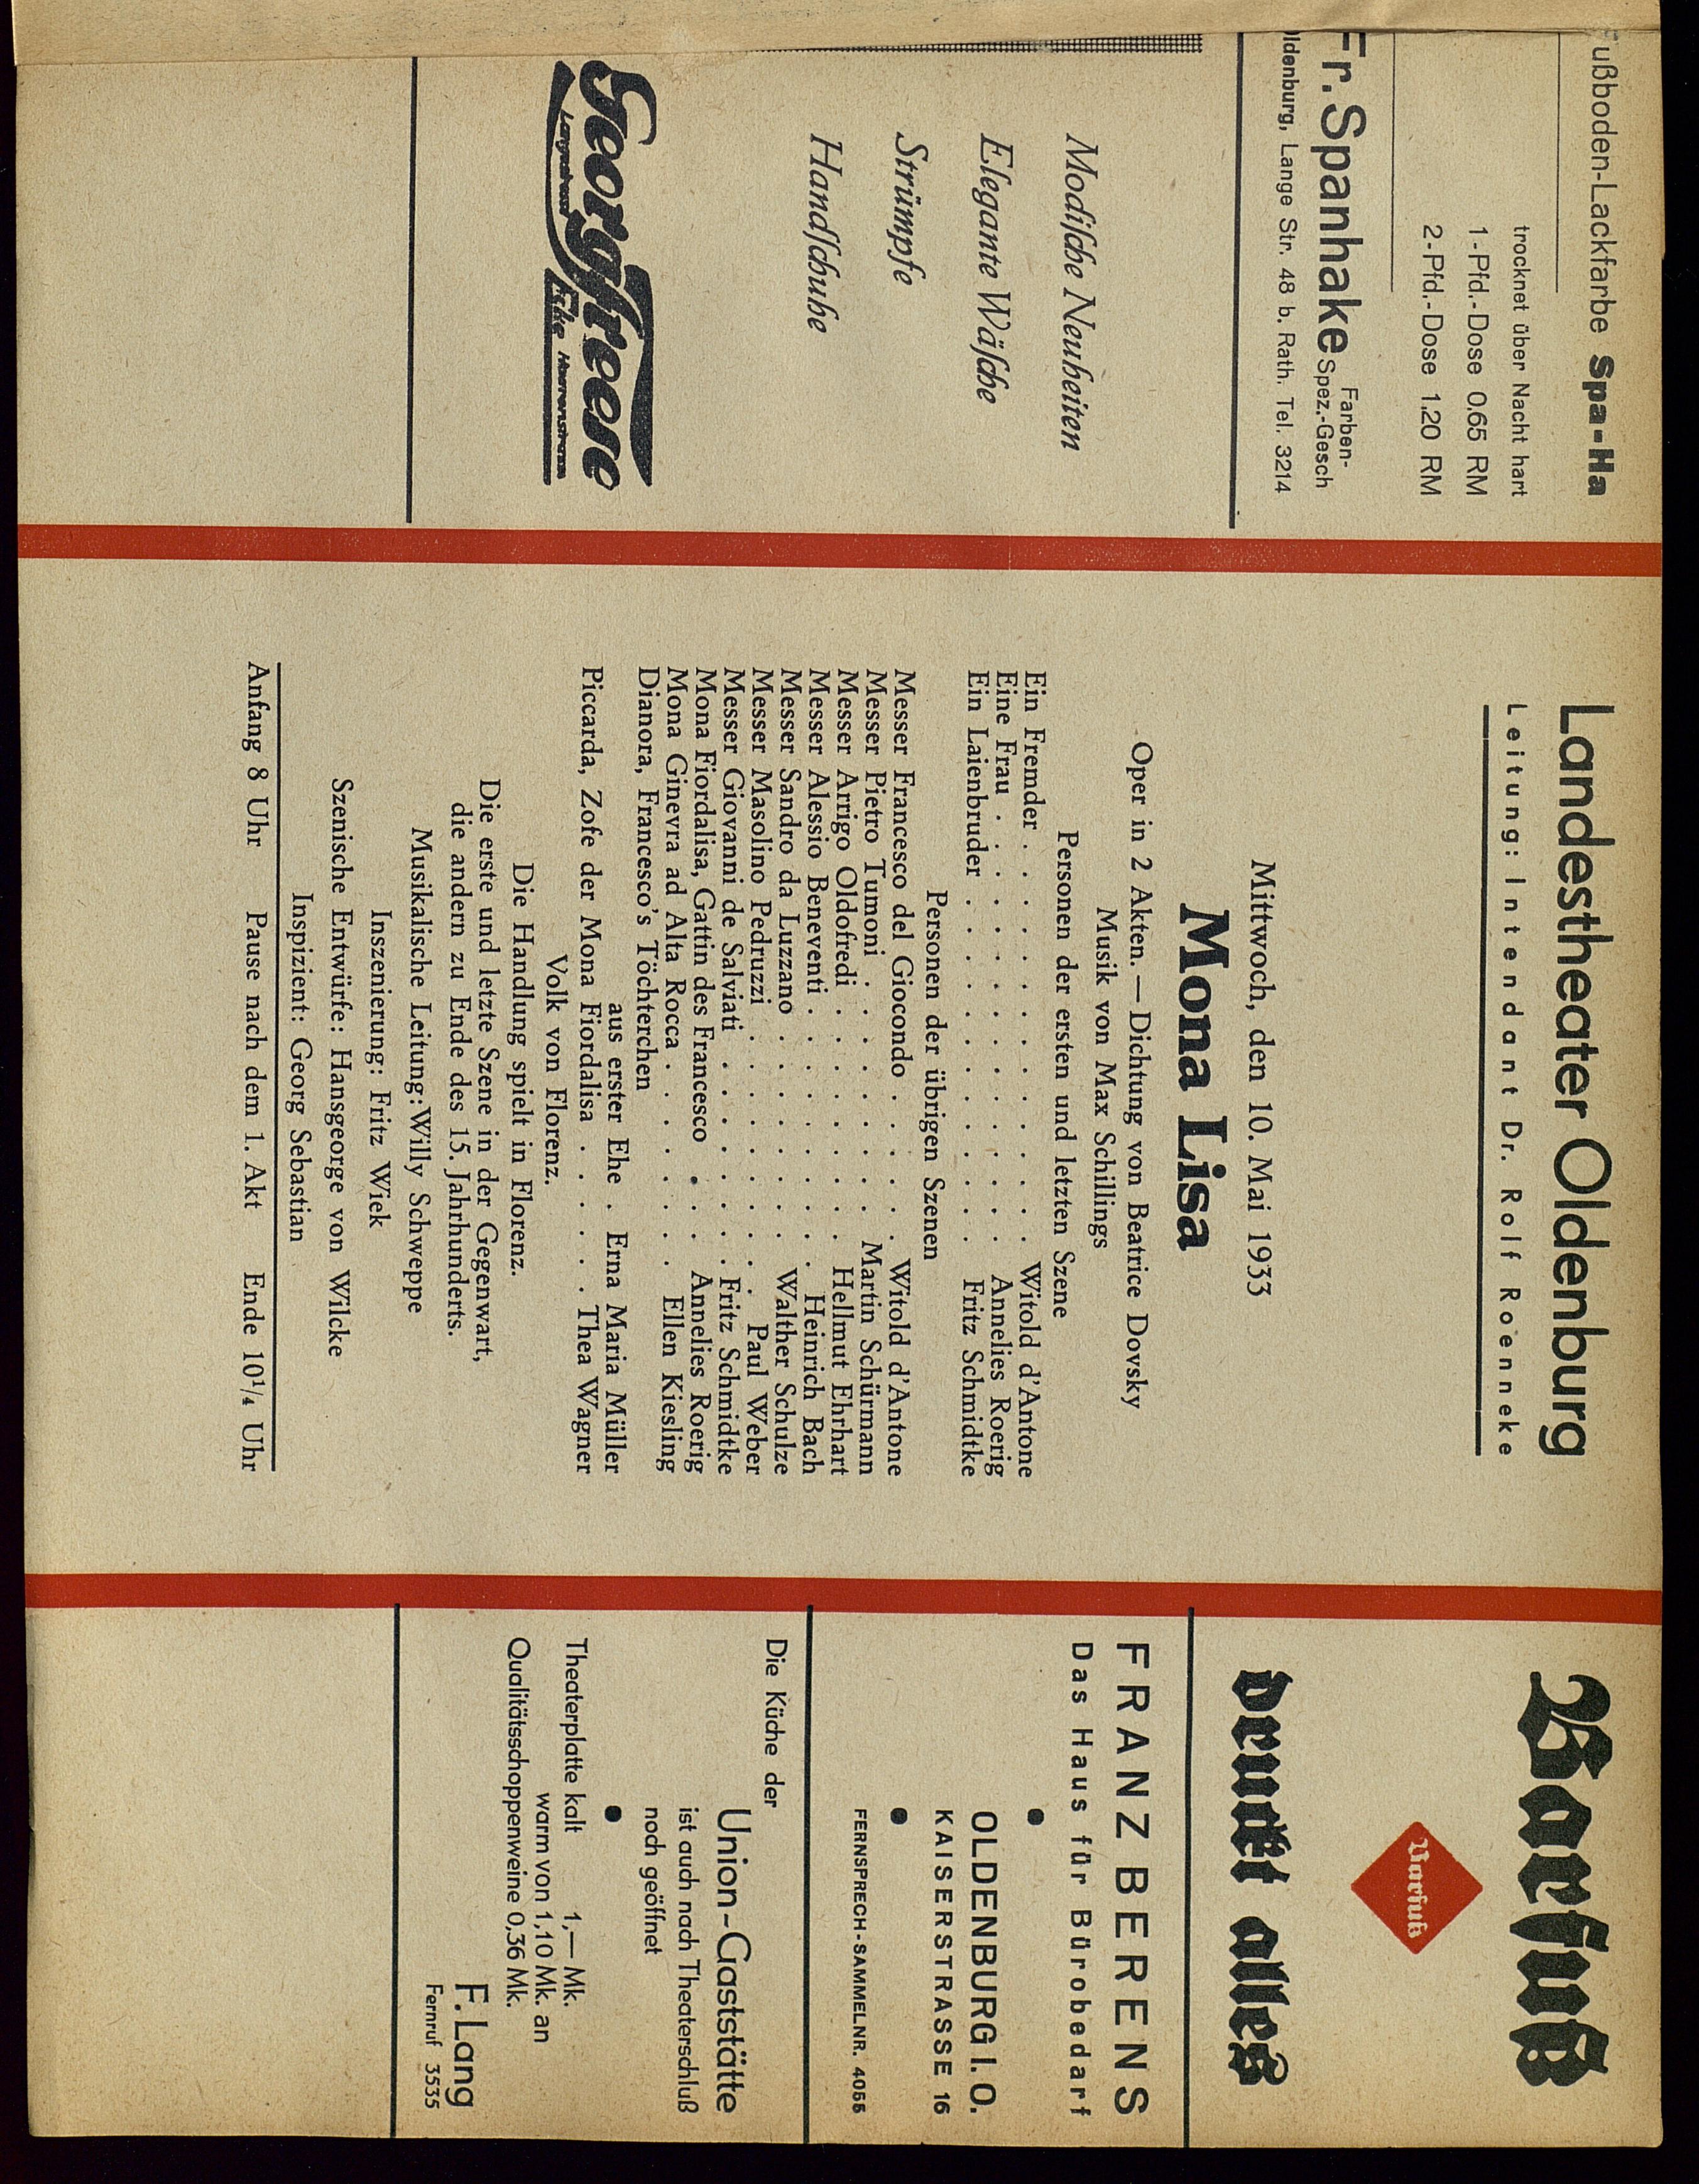 Fußboden-Lackfarbe Spa-Ha
trocknet über Nacht hart
1-Pfd.-Dose 0,65 RM
2-Pfd.-Dose 1.20 RM
Fr. Spanhake Farben-
Spez.-Gesch
Oldenburg, Lange Str. 48 b. Rath. Tel. 3214
Modische Neuheiten
Elegante Wäsche
Strümpfe
Handschuhe
Georg Freese
Langestrasse Ecke Haarenstrasse
Landestheater Oldenburg
Leitung: Intendant Dr. Rolf Roenneke
Mittwoch, den 10. Mai 1933
Mona Lisa
Oper in 2 Akten. — Dichtung von Beatrice Dovsky
Musik von Max Schillings
Personen der ersten und letzten Szene
Ein Fremder . . . . . . . . . . . . . . . Witold d'Antone
Eine Frau . . . . . . . . . . . . . . . . Annelies Roerig
Ein Laienbruder . . . . . . . . . . . . . Fritz Schmidtke
Personen der übrigen Szenen
Messer Francesco del Giocondo . . . . . . Witold d'Antone
Messer Pietro Tumoni . . . . . . . . . . Martin Schürmann
Messer Arrigo Oldofredi . . . . . . . . . Hellmut Ehrhart
Messer Alessio Beneventi . . . . . . . . . Heinrich Bach
Messer Sandro da Luzzano . . . . . . . . Walther Schulze
Messer Masolino Pedruzzi . . . . . . . . . . Paul Weber
Messer Giovanni de Salviati . . . . . . . . Fritz Schmidtke
Mona Fiordalisa, Gattin des Francesco . . . Annelies Roerig
Mona Ginevra ad Alta Rocca . . . . . . . . Ellen Kiesling
Dianora, Francesco's Töchterchen
aus erster Ehe . Erna Maria Müller
Piccarda, Zofe der Mona Fiordalisa . . . . . . Thea Wagner
Volk von Florenz.
Die Handlung spielt in Florenz.
Die erste und letzte Szene in der Gegenwart,
die andern zu Ende des 15. Jahrhunderts.
Musikalische Leitung: Willy Schweppe
Inszenierung: Fritz Wiek
Szenische Entwürfe: Hansgeorge von Wilcke
Inspizient: Georg Sebastian
Anfang 8 Uhr Pause nach dem 1. Akt Ende 10¼ Uhr
Barfuß
Barfuß
druckt alles
FRANZ BERENS
Das Haus für Bürobedarf
OLDENBURG I. O.
KAISERSTRASSE 16
FERNSPRECH-SAMMELNR. 4055
Die Küche der
Union-Gaststätte
ist auch nach Theaterschluß
noch geöffnet
Theaterplatte kalt 1,— Mk.
warm von 1,10 Mk. an
Qualitätsschoppenweine 0,36 Mk.
F. Lang
Fernruf 3535